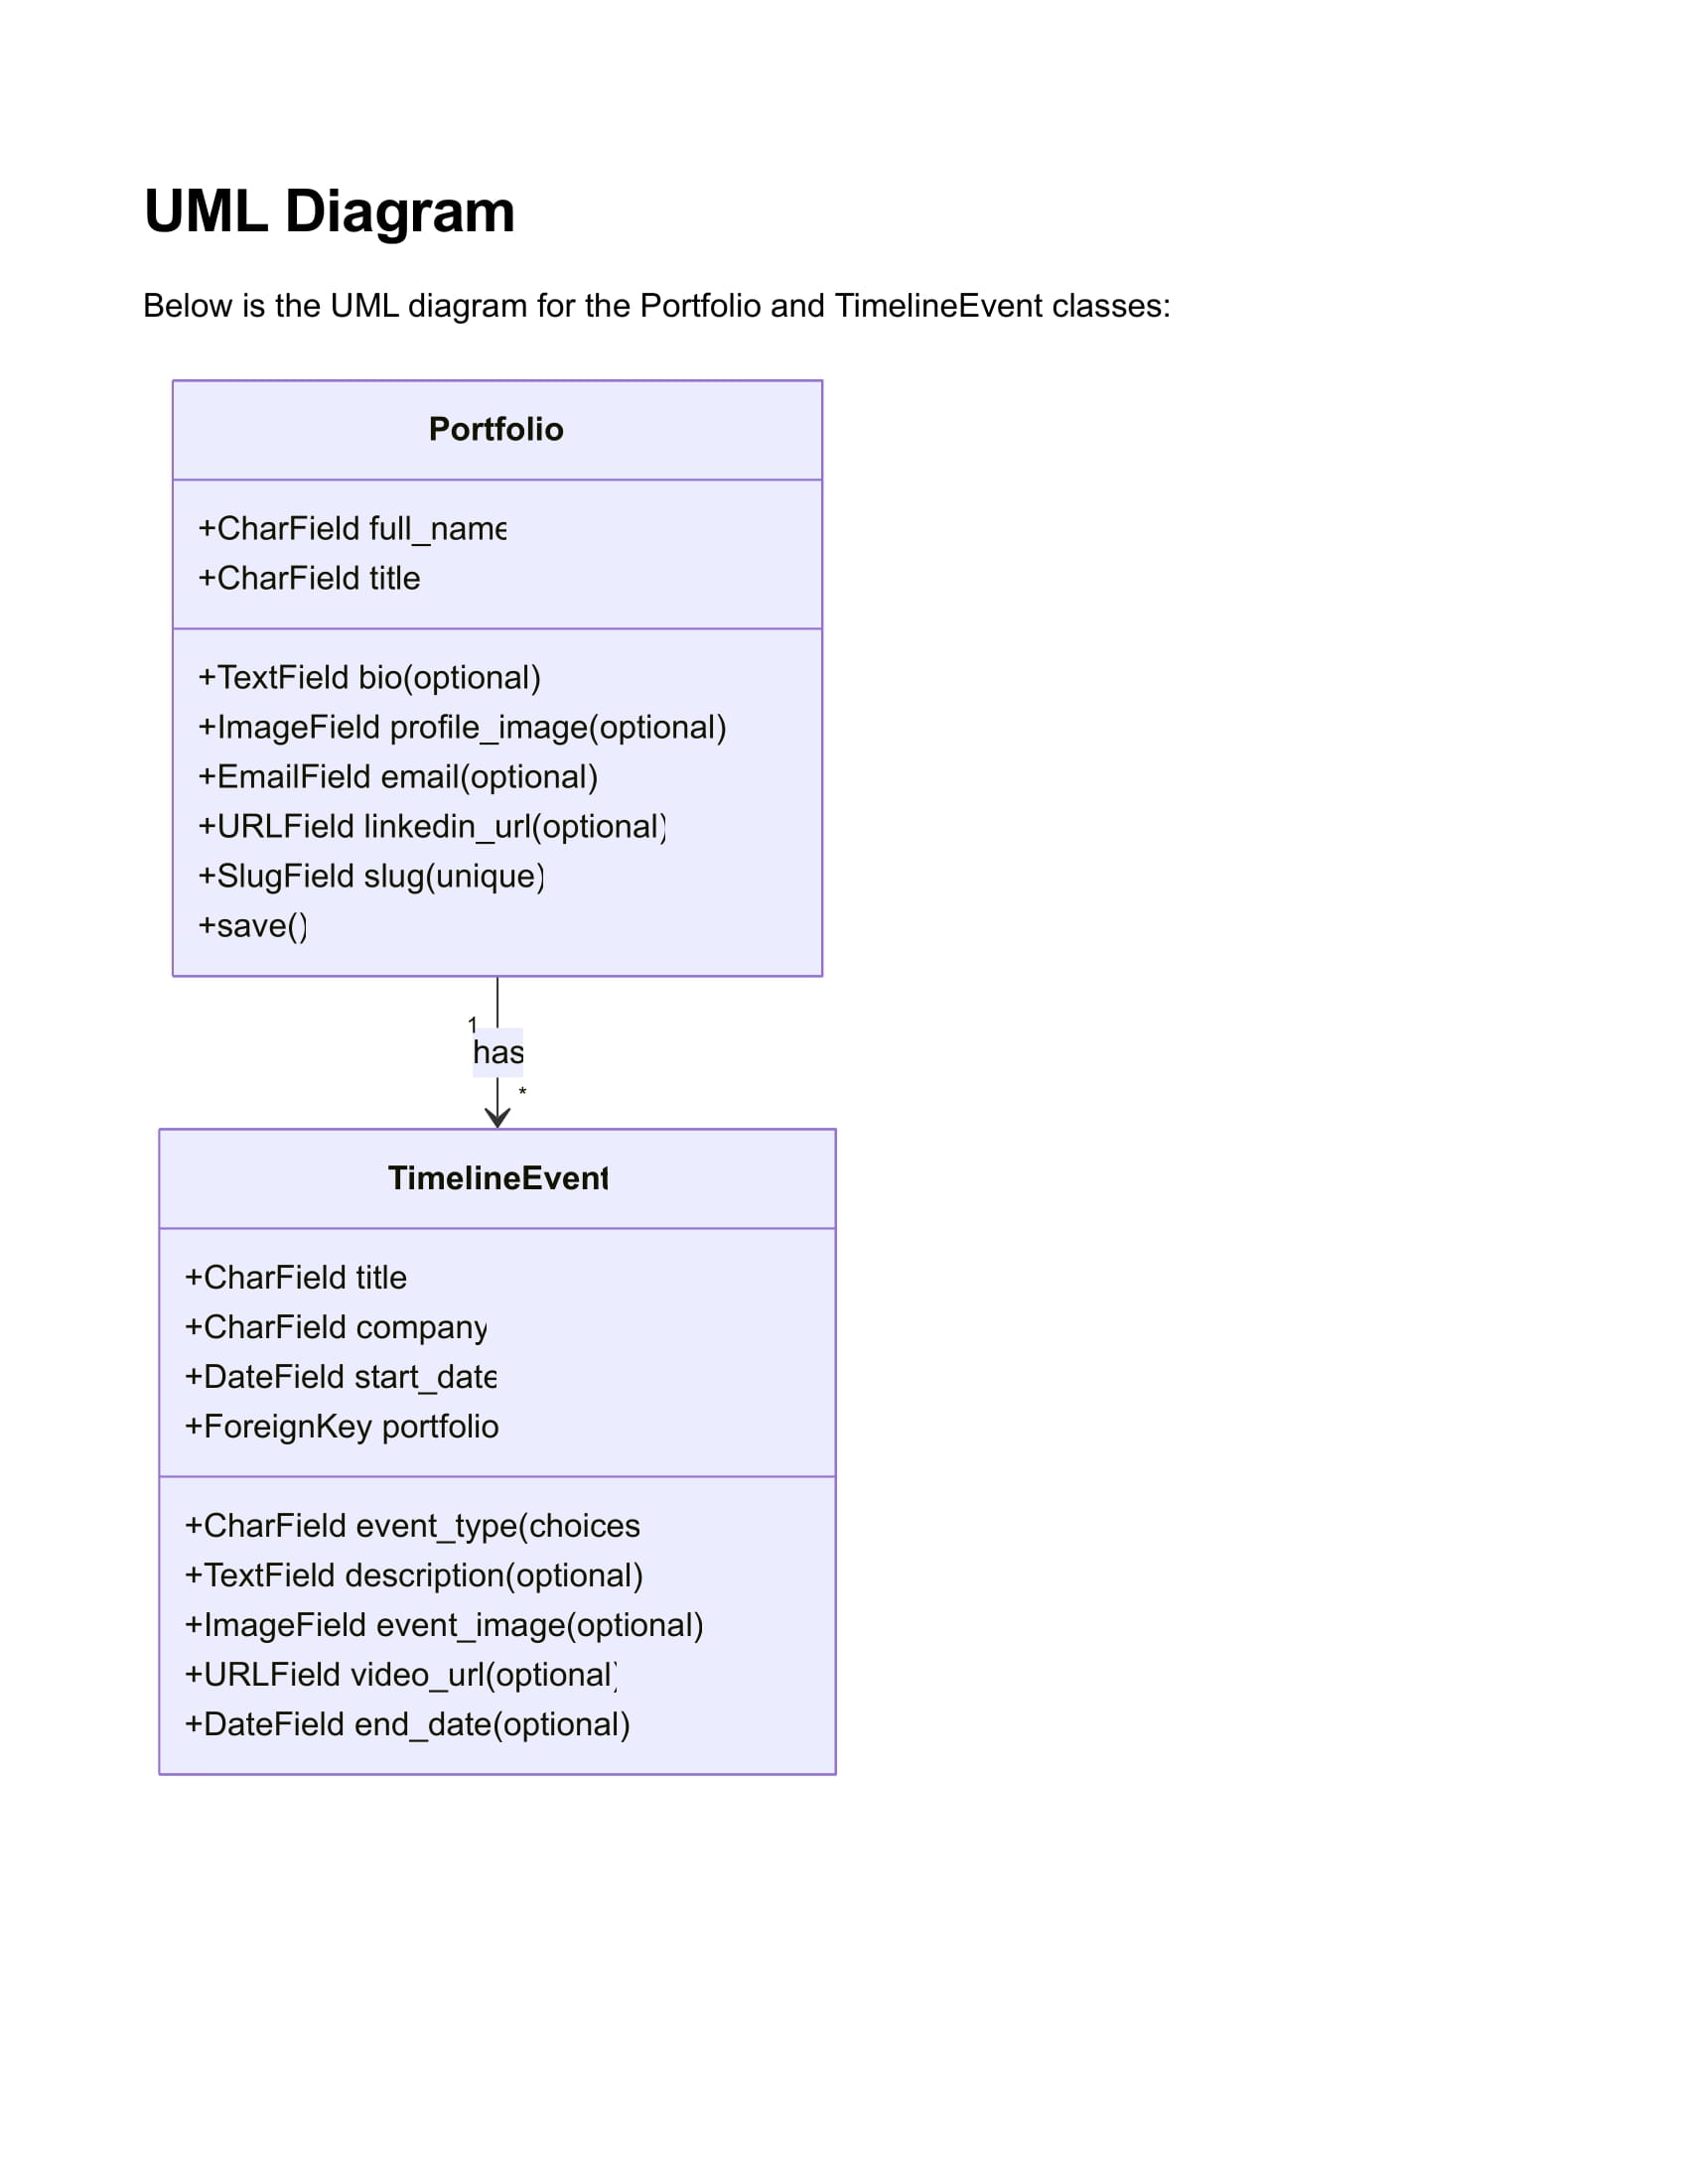 UML Diagram
Below is the UML diagram for the Portfolio and TimelineEvent classes:
Portfolio
+CharField full_name
+CharField title
+TextField bio(optional)
+ImageField profile_image(optional)
+EmailField email(optional)
+URLField linkedin_url(optional)
+SlugField slug(unique)
+save()
1
has
*
TimelineEvent
+CharField title
+CharField company
+DateField start_date
+ForeignKey portfolio
+CharField event_type(choices
+TextField description(optional)
+ImageField event_image(optional)
+URLField video_url(optional)
+DateField end_date(optional)